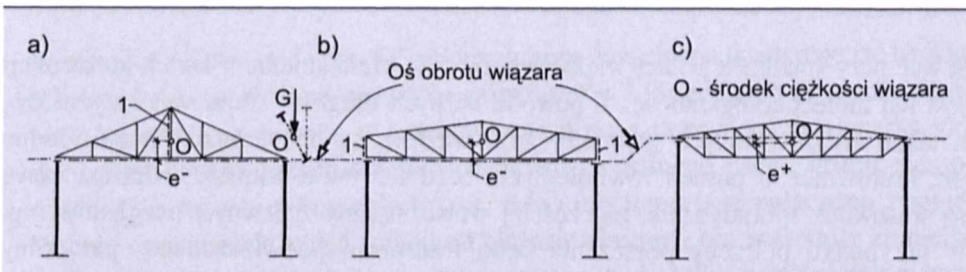 a)
b)
c)
Oś obrotu wiązara
O - środek ciężkości wiązara
1
G
O
O
1
O
1
O
e⁻
e⁻
e⁺